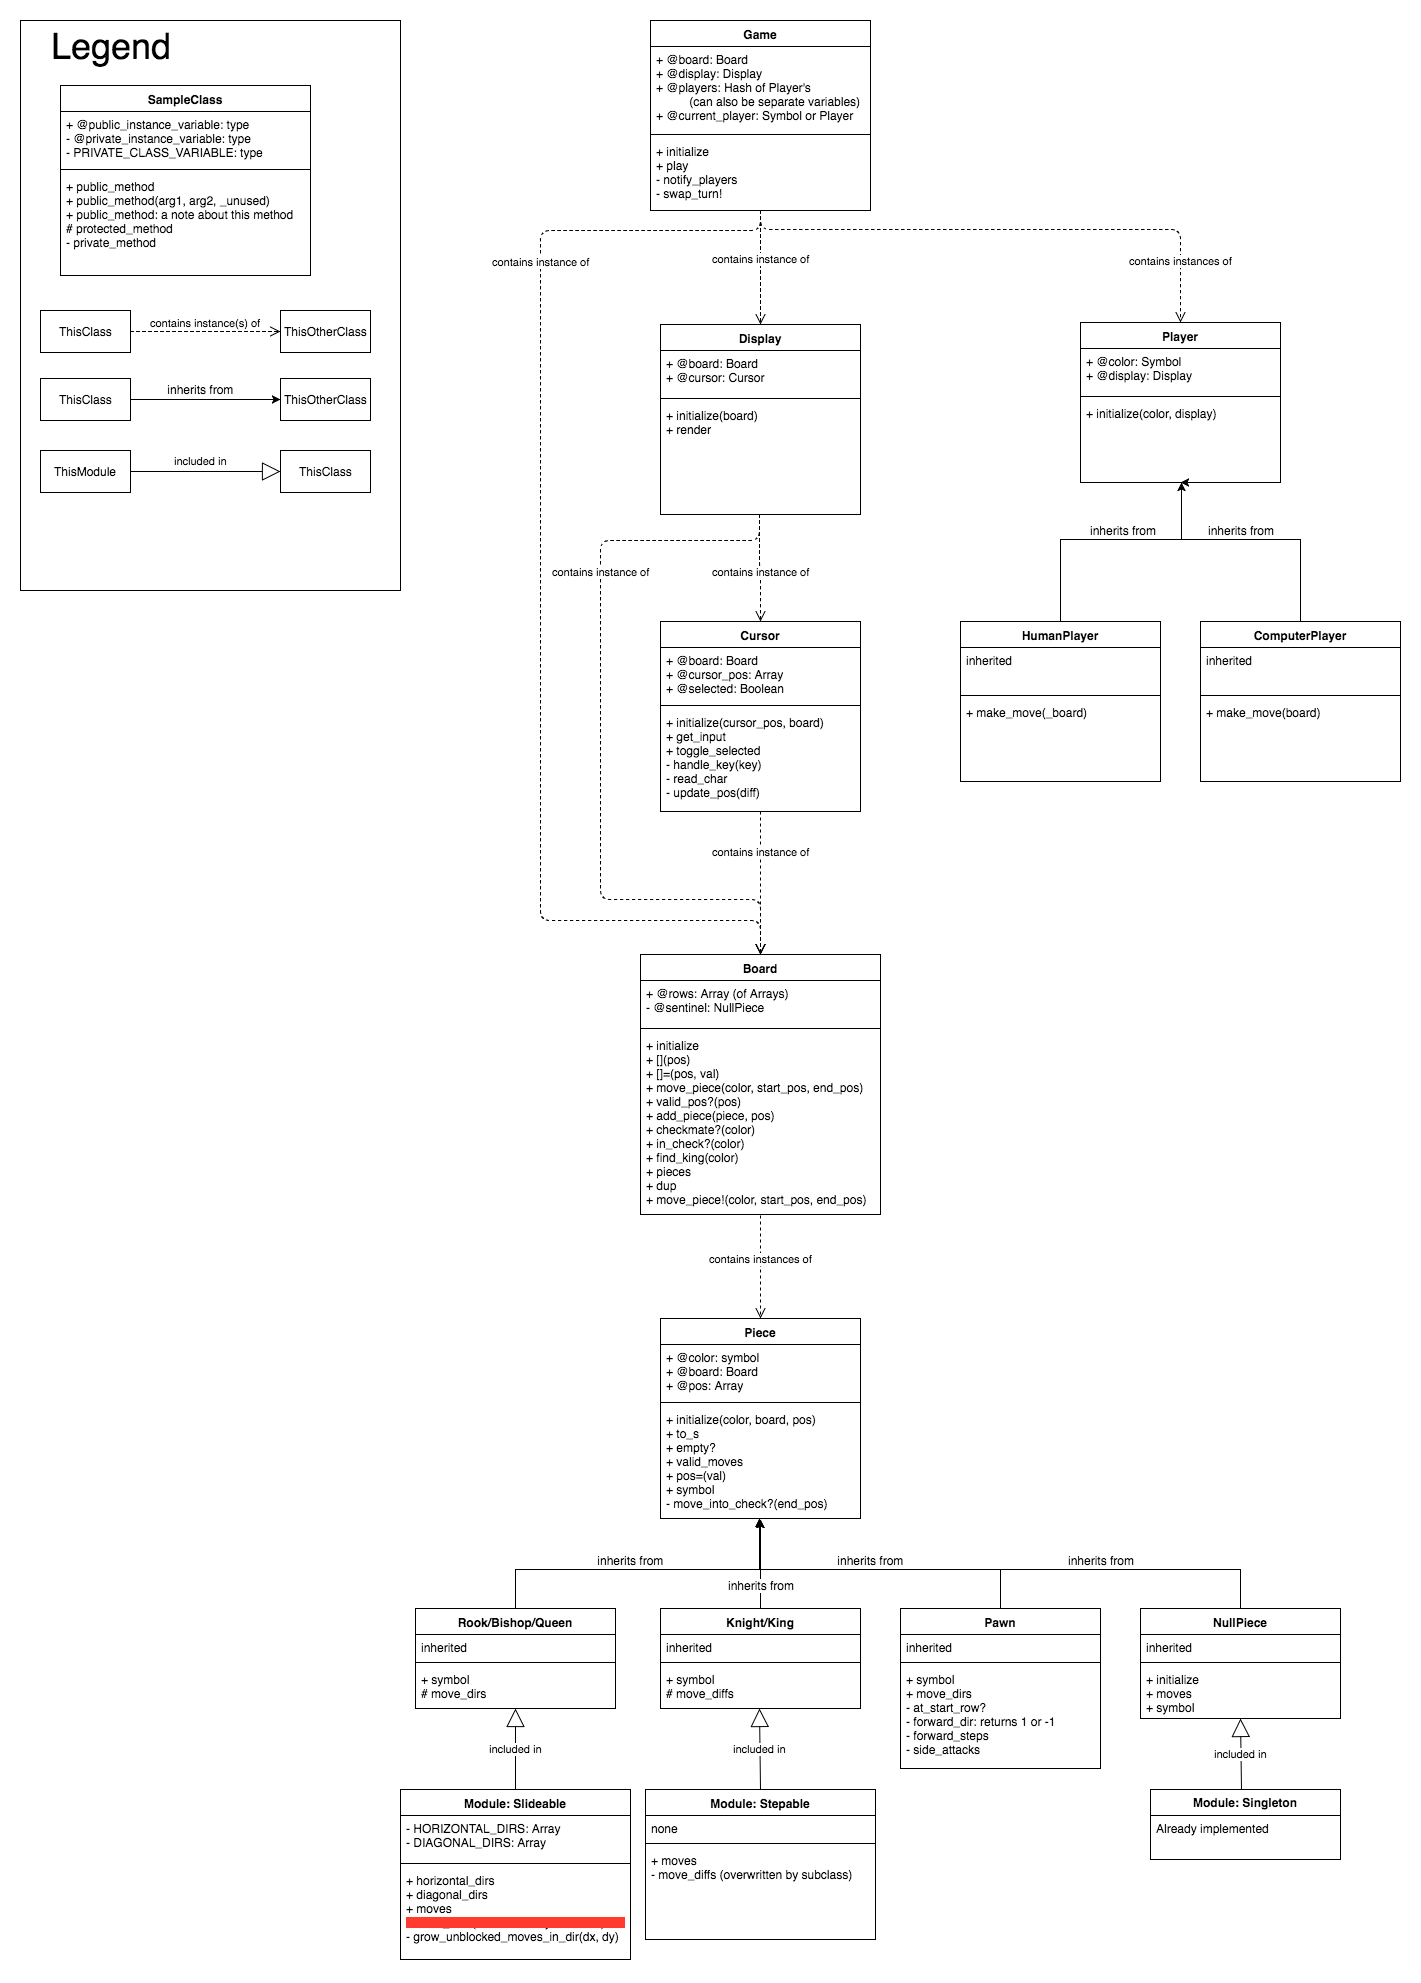 Legend
SampleClass
+ @public_instance_variable: type
- @private_instance_variable: type
- PRIVATE_CLASS_VARIABLE: type
+ public_method
+ public_method(arg1, arg2, _unused)
+ public_method: a note about this method
# protected_method
- private_method
ThisClass
contains instance(s) of
ThisOtherClass
ThisClass
inherits from
ThisOtherClass
ThisModule
included in
ThisClass
Game
+ @board: Board
+ @display: Display
+ @players: Hash of Player's
(can also be separate variables)
+ @current_player: Symbol or Player
+ initialize
+ play
- notify_players
- swap_turn!
contains instance of
contains instance of
contains instances of
Display
+ @board: Board
+ @cursor: Cursor
+ initialize(board)
+ render
Player
+ @color: Symbol
+ @display: Display
+ initialize(color, display)
inherits from
inherits from
contains instance of
contains instance of
Cursor
+ @board: Board
+ @cursor_pos: Array
+ @selected: Boolean
+ initialize(cursor_pos, board)
+ get_input
+ toggle_selected
- handle_key(key)
- read_char
- update_pos(diff)
HumanPlayer
inherited
+ make_move(_board)
ComputerPlayer
inherited
+ make_move(board)
contains instance of
Board
+ @rows: Array (of Arrays)
- @sentinel: NullPiece
+ initialize
+ [](pos)
+ []=(pos, val)
+ move_piece(color, start_pos, end_pos)
+ valid_pos?(pos)
+ add_piece(piece, pos)
+ checkmate?(color)
+ in_check?(color)
+ find_king(color)
+ pieces
+ dup
+ move_piece!(color, start_pos, end_pos)
contains instances of
Piece
+ @color: symbol
+ @board: Board
+ @pos: Array
+ initialize(color, board, pos)
+ to_s
+ empty?
+ valid_moves
+ pos=(val)
+ symbol
- move_into_check?(end_pos)
inherits from
inherits from
inherits from
inherits from
Rook/Bishop/Queen
inherited
+ symbol
# move_dirs
Knight/King
inherited
+ symbol
# move_diffs
Pawn
inherited
+ symbol
+ move_dirs
- at_start_row?
- forward_dir: returns 1 or -1
- forward_steps
- side_attacks
NullPiece
inherited
+ initialize
+ moves
+ symbol
included in
included in
included in
Module: Slideable
- HORIZONTAL_DIRS: Array
- DIAGONAL_DIRS: Array
+ horizontal_dirs
+ diagonal_dirs
+ moves
- grow_unblocked_moves_in_dir(dx, dy)
Module: Stepable
none
+ moves
- move_diffs (overwritten by subclass)
Module: Singleton
Already implemented